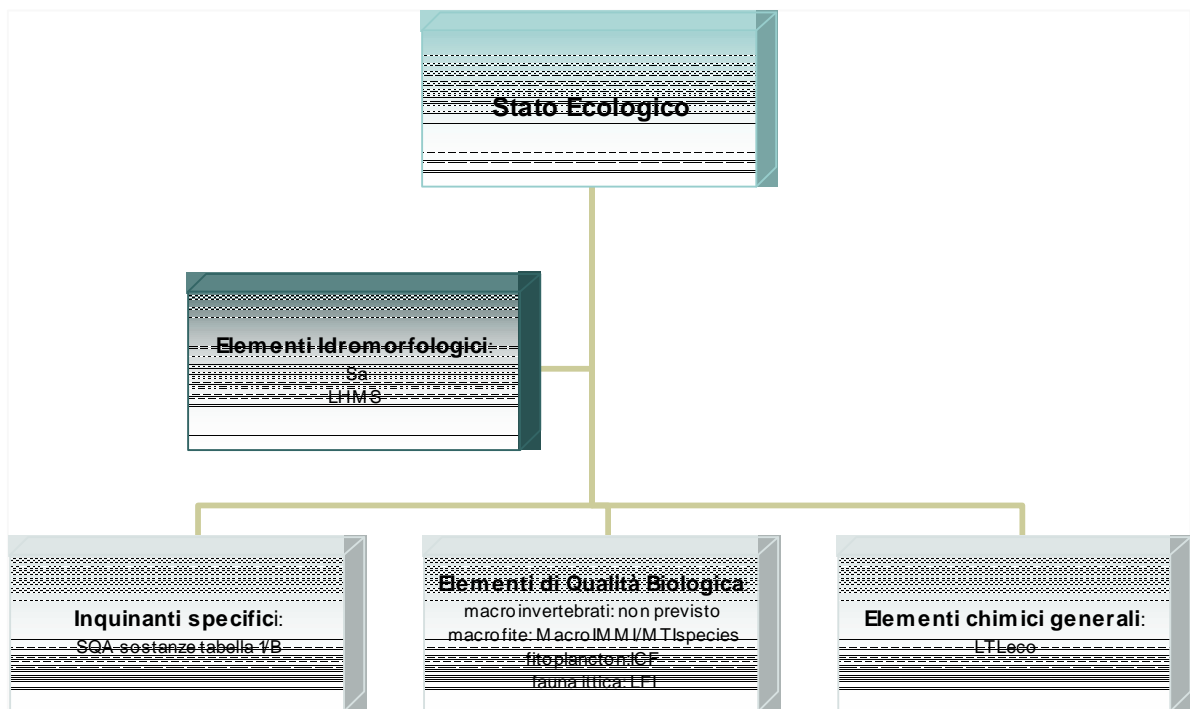 Stato Ecologico
Elementi Idromorfologici:
Sa
LHMS
Inquinanti specifici:
SQA sostanze tabella 1/B
Elementi di Qualità Biologica:
macroinvertebrati: non previsto
macrofite: MacroIMMI/MTIspecies
fitoplancton:ICF
fauna ittica: LFI
Elementi chimici generali:
LTLeco